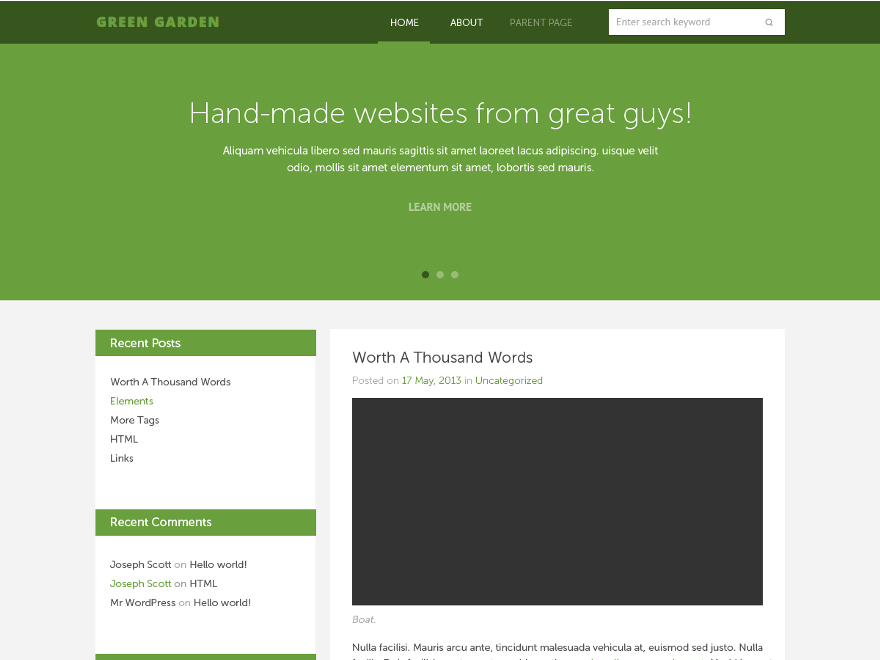 GREEN GARDEN
HOME
ABOUT
PARENT PAGE
Enter search keyword
Hand-made websites from great guys!
Aliquam vehicula libero sed mauris sagittis sit amet laoreet lacus adipiscing. uisque velit
odio, mollis sit amet elementum sit amet, lobortis sed mauris.
LEARN MORE
Recent Posts
Worth A Thousand Words
Elements
More Tags
HTML
Links
Recent Comments
Joseph Scott on Hello world!
Joseph Scott on HTML
Mr WordPress on Hello world!
Worth A Thousand Words
Posted on 17 May, 2013 in Uncategorized
Boat.
Nulla facilisi. Mauris arcu ante, tincidunt malesuada vehicula at, euismod sed justo. Nulla